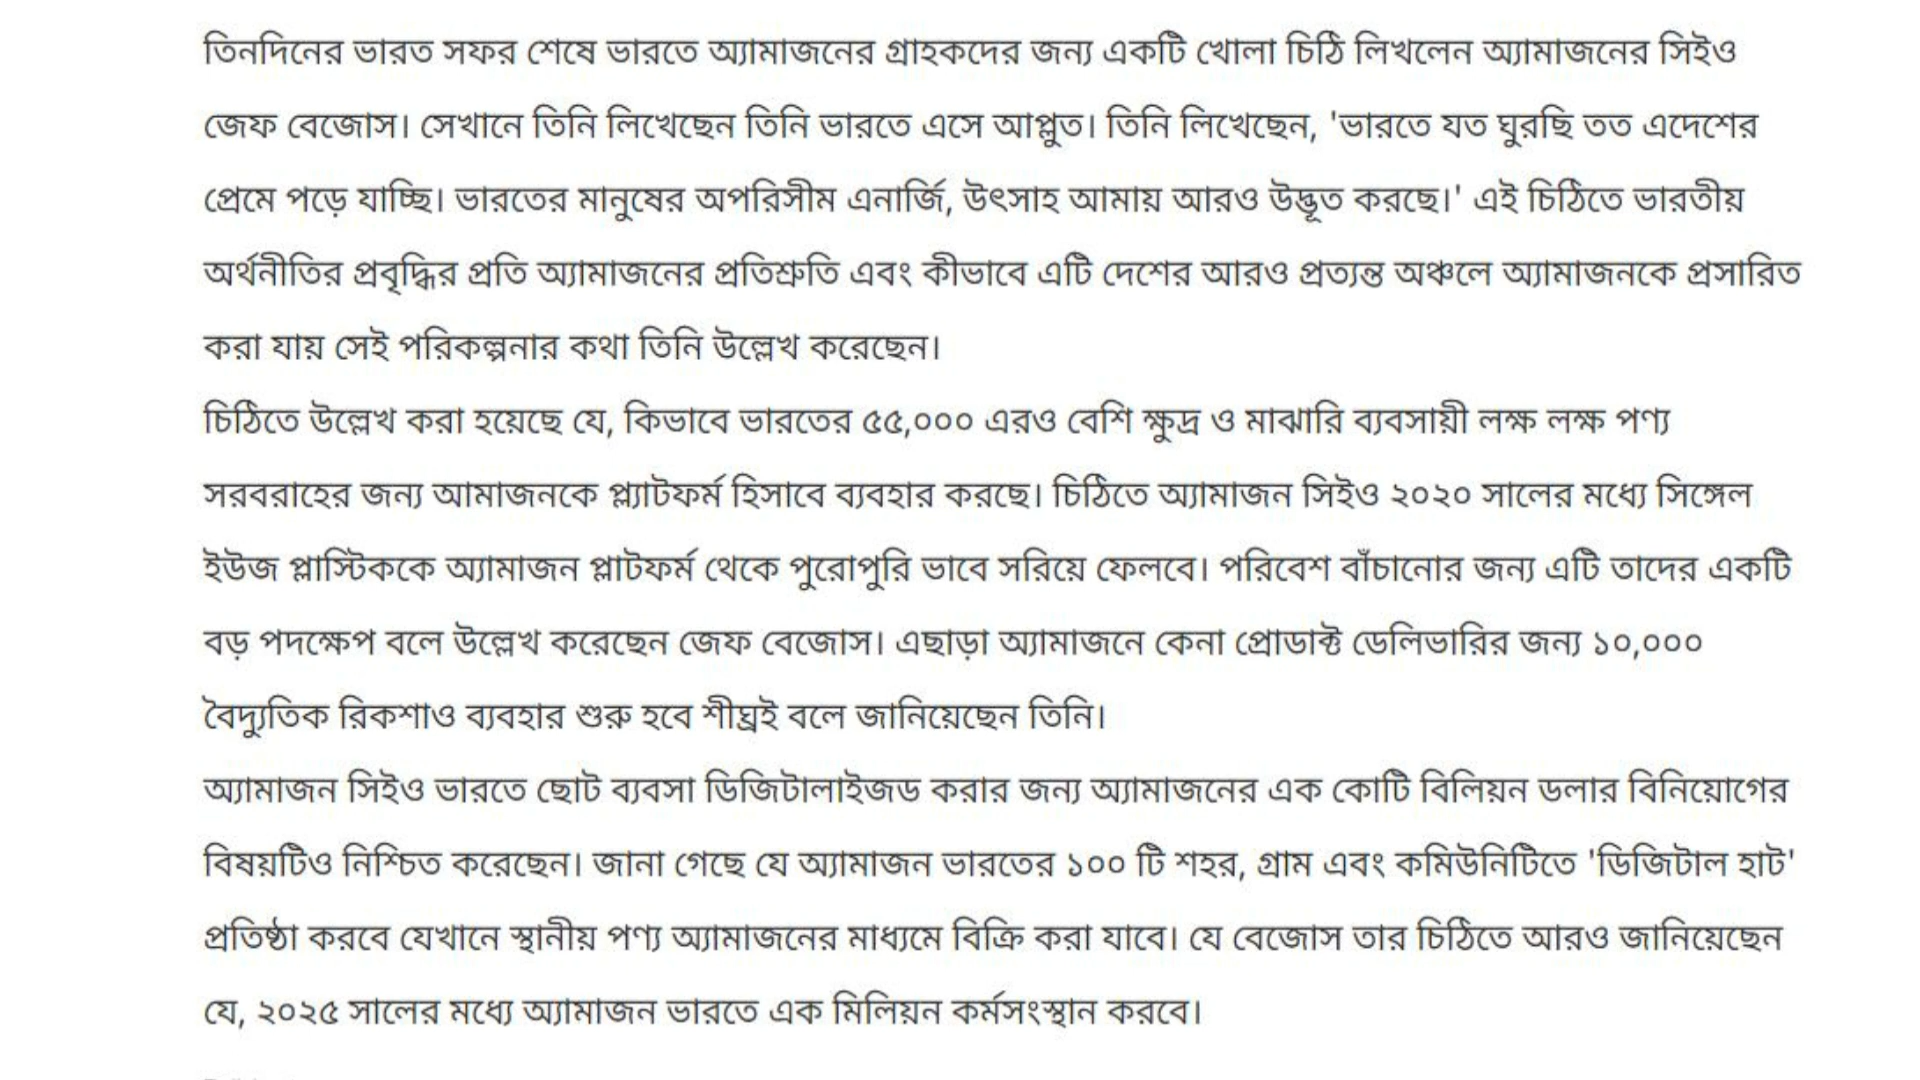 তিনদিনের ভারত সফর শেষে ভারতে অ্যামাজনের গ্রাহকদের জন্য একটি খোলা চিঠি লিখলেন অ্যামাজনের সিইও
জেফ বেজোস। সেখানে তিনি লিখেছেন তিনি ভারতে এসে আপ্লুত। তিনি লিখেছেন, 'ভারতে যত ঘুরছি তত এদেশের
প্রেমে পড়ে যাচ্ছি। ভারতের মানুষের অপরিসীম এনার্জি, উৎসাহ আমায় আরও উদ্ভূত করছে।' এই চিঠিতে ভারতীয়
অর্থনীতির প্রবৃদ্ধির প্রতি অ্যামাজনের প্রতিশ্রুতি এবং কীভাবে এটি দেশের আরও প্রত্যন্ত অঞ্চলে অ্যামাজনকে প্রসারিত
করা যায় সেই পরিকল্পনার কথা তিনি উল্লেখ করেছেন।
চিঠিতে উল্লেখ করা হয়েছে যে, কিভাবে ভারতের ৫৫,০০০ এরও বেশি ক্ষুদ্র ও মাঝারি ব্যবসায়ী লক্ষ লক্ষ পণ্য
সরবরাহের জন্য আমাজনকে প্ল্যাটফর্ম হিসাবে ব্যবহার করছে। চিঠিতে অ্যামাজন সিইও ২০২০ সালের মধ্যে সিঙ্গেল
ইউজ প্লাস্টিককে অ্যামাজন প্লাটফর্ম থেকে পুরোপুরি ভাবে সরিয়ে ফেলবে। পরিবেশ বাঁচানোর জন্য এটি তাদের একটি
বড় পদক্ষেপ বলে উল্লেখ করেছেন জেফ বেজোস। এছাড়া অ্যামাজনে কেনা প্রোডাক্ট ডেলিভারির জন্য ১০,০০০
বৈদ্যুতিক রিকশাও ব্যবহার শুরু হবে শীঘ্রই বলে জানিয়েছেন তিনি।
অ্যামাজন সিইও ভারতে ছোট ব্যবসা ডিজিটালাইজড করার জন্য অ্যামাজনের এক কোটি বিলিয়ন ডলার বিনিয়োগের
বিষয়টিও নিশ্চিত করেছেন। জানা গেছে যে অ্যামাজন ভারতের ১০০ টি শহর, গ্রাম এবং কমিউনিটিতে 'ডিজিটাল হাট'
প্রতিষ্ঠা করবে যেখানে স্থানীয় পণ্য অ্যামাজনের মাধ্যমে বিক্রি করা যাবে। যে বেজোস তার চিঠিতে আরও জানিয়েছেন
যে, ২০২৫ সালের মধ্যে অ্যামাজন ভারতে এক মিলিয়ন কর্মসংস্থান করবে।